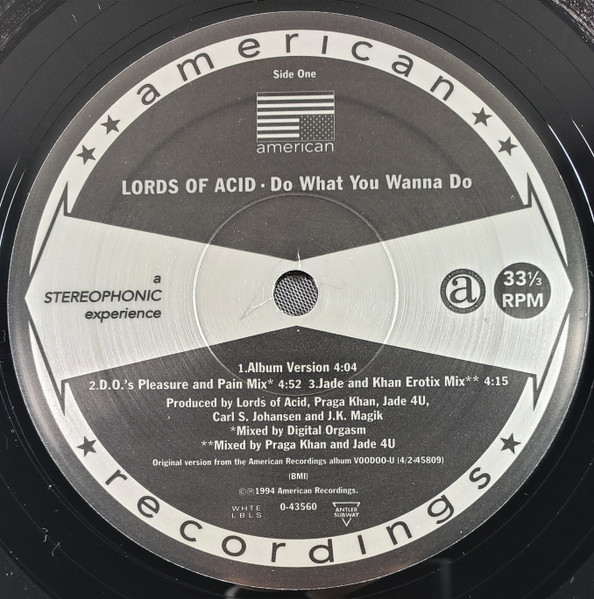 american
Side One
american
LORDS OF ACID · Do What You Wanna Do
a
STEREOPHONIC
experience
a
33⅓
RPM
1.Album Version 4:04
2.D.O.'s Pleasure and Pain Mix* 4:52 3.Jade and Khan Erotix Mix** 4:15
Produced by Lords of Acid, Praga Khan, Jade 4U,
Carl S. Johansen and J.K. Magik
*Mixed by Digital Orgasm
**Mixed by Praga Khan and Jade 4U
Original version from the American Recordings album VOODOO-U (4/2-45809)
(BMI)
©℗1994 American Recordings.
WHTE
LBLS
0-43560
ANTLER
SUBWAY
recordings